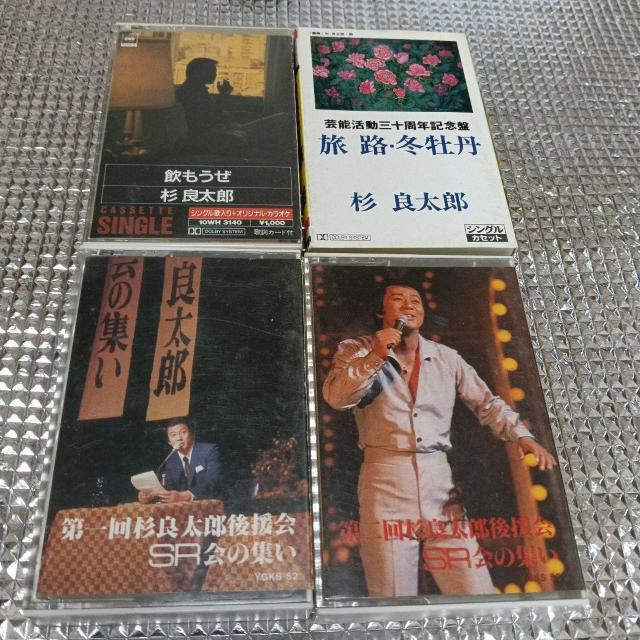 飲もうぜ
杉 良太郎
CASSETTE
SINGLE
シングル歌入り+オリジナル・カラオケ
10WH 3140 ¥1,000
DOLBY SYSTEM 歌詞カード付
芸能活動三十周年記念盤
旅路・冬牡丹
杉 良太郎
DOLBY SYSTEM
シングル
カセット
良太郎
会の集い
第一回杉良太郎後援会
SR会の集い
YGKS 52
第二回杉良太郎後援会
SR会の集い